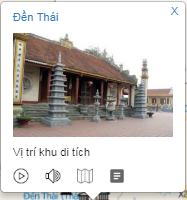 Đền Thái
X
Vị trí khu di tích
Đền Thái (Thái